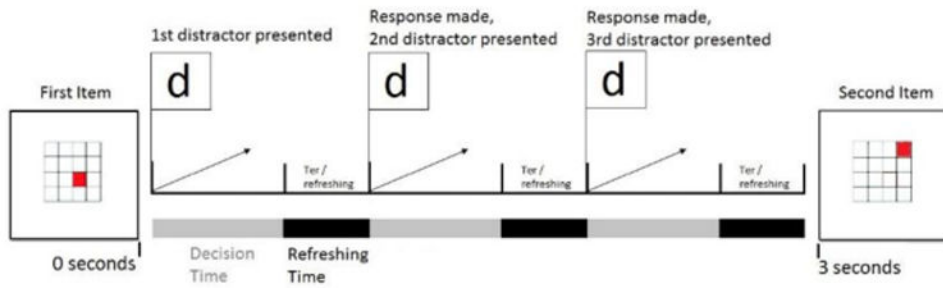 1st distractor presented
Response made,
2nd distractor presented
Response made,
3rd distractor presented
d
d
d
First Item
Second Item
Ter /
refreshing
Ter /
refreshing
Ter /
refreshing
0 seconds
Decision
Time
Refreshing
Time
3 seconds